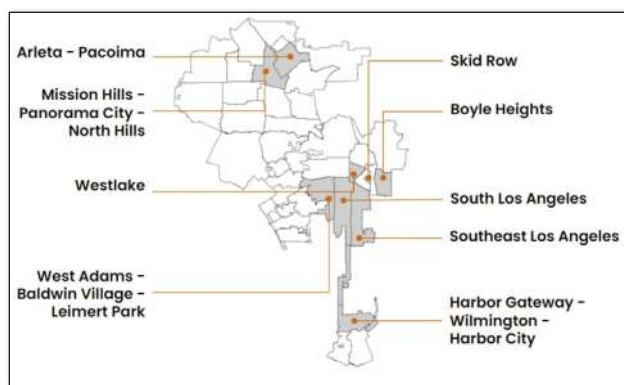 Arleta - Pacoima
Mission Hills -
Panorama City -
North Hills
Westlake
West Adams -
Baldwin Village -
Leimert Park
Skid Row
Boyle Heights
South Los Angeles
Southeast Los Angeles
Harbor Gateway -
Wilmington -
Harbor City